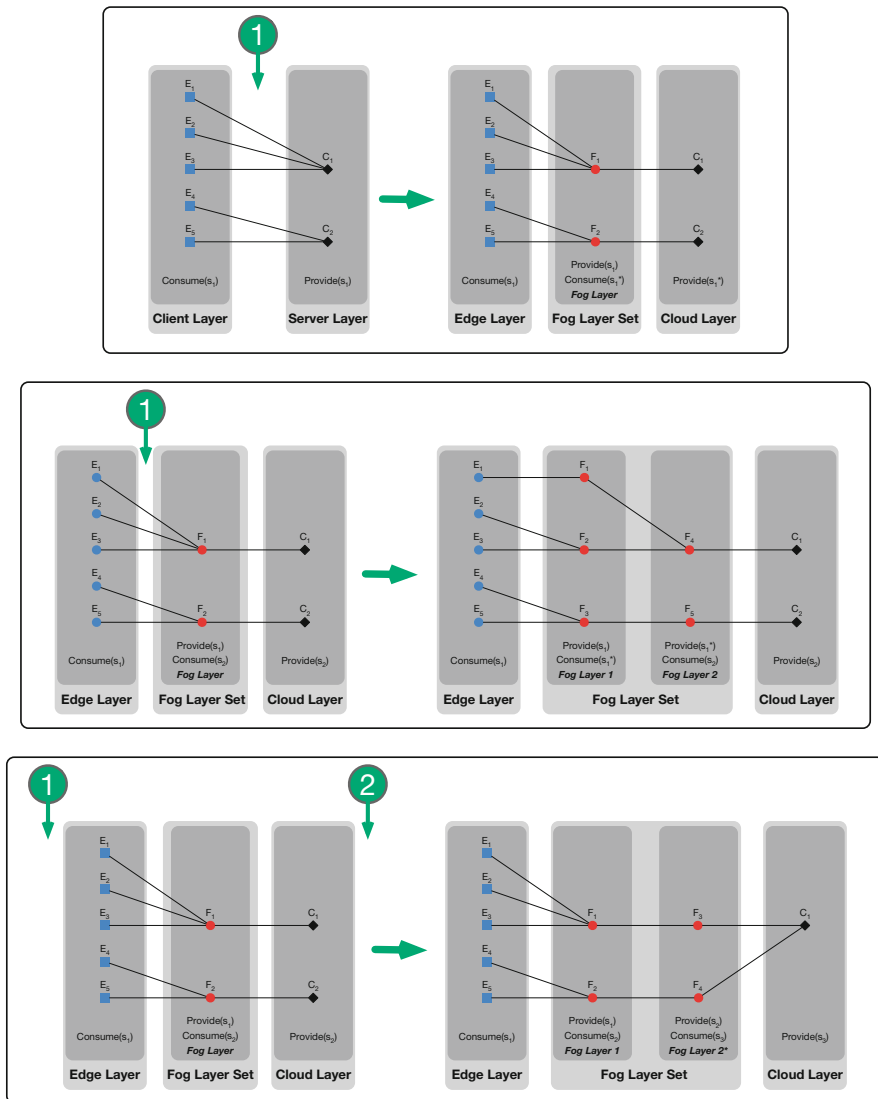 1
E₁ E₁
E₂ E₂
E₃ C₁ E₃ F₁ C₁
E₄ E₄
E₅ C₂ E₅ F₂ C₂
Provide(s₁)
Consume(s₁) Provide(s₁) Consume(s₁) Consume(s₁*) Provide(s₁*)
Fog Layer
Client Layer Server Layer Edge Layer Fog Layer Set Cloud Layer
1
E₁ E₁ F₁
E₂ E₂
E₃ F₁ C₁ E₃ F₂ F₄ C₁
E₄ E₄
E₅ F₂ C₂ E₅ F₃ F₅ C₂
Provide(s₁) Provide(s₁) Provide(s₁*)
Consume(s₁) Consume(s₂) Provide(s₂) Consume(s₁) Consume(s₁*) Consume(s₂) Provide(s₂)
Fog Layer Fog Layer 1 Fog Layer 2
Edge Layer Fog Layer Set Cloud Layer Edge Layer Fog Layer Set Cloud Layer
1 2
E₁ E₁
E₂ E₂
E₃ F₁ C₁ E₃ F₁ F₃ C₁
E₄ E₄
E₅ F₂ C₂ E₅ F₂ F₄
Provide(s₁) Provide(s₁) Provide(s₂)
Consume(s₁) Consume(s₂) Provide(s₂) Consume(s₁) Consume(s₂) Consume(s₃) Provide(s₃)
Fog Layer Fog Layer 1 Fog Layer 2*
Edge Layer Fog Layer Set Cloud Layer Edge Layer Fog Layer Set Cloud Layer